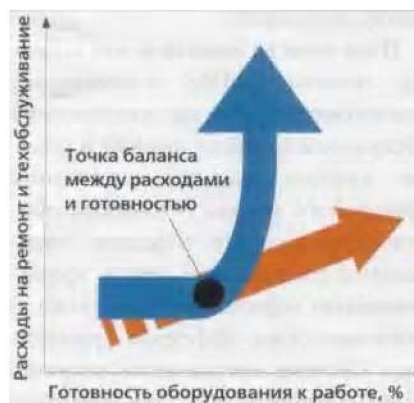 Расходы на ремонт и техобслуживание
Точка баланса
между расходами
и готовностью
Готовность оборудования к работе, %